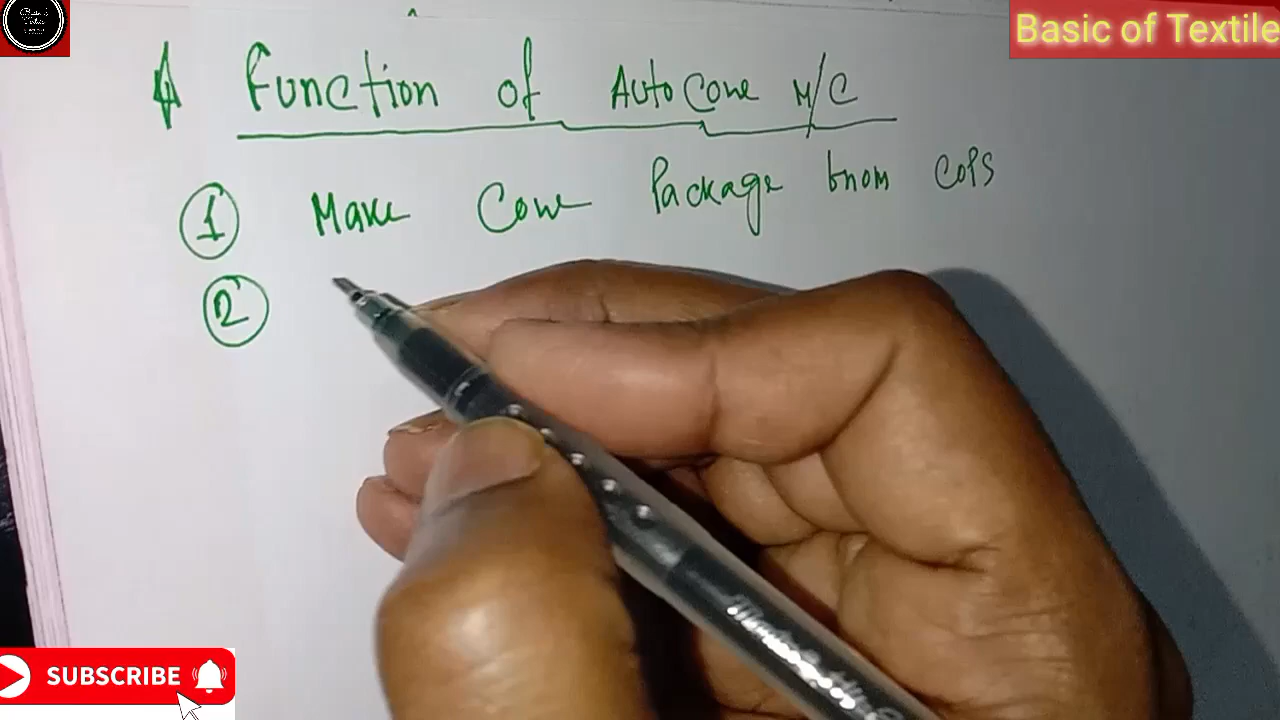 Basic of Textile
Function of Auto Cone M/C
1 Make Cone Package from Cops
2
SUBSCRIBE